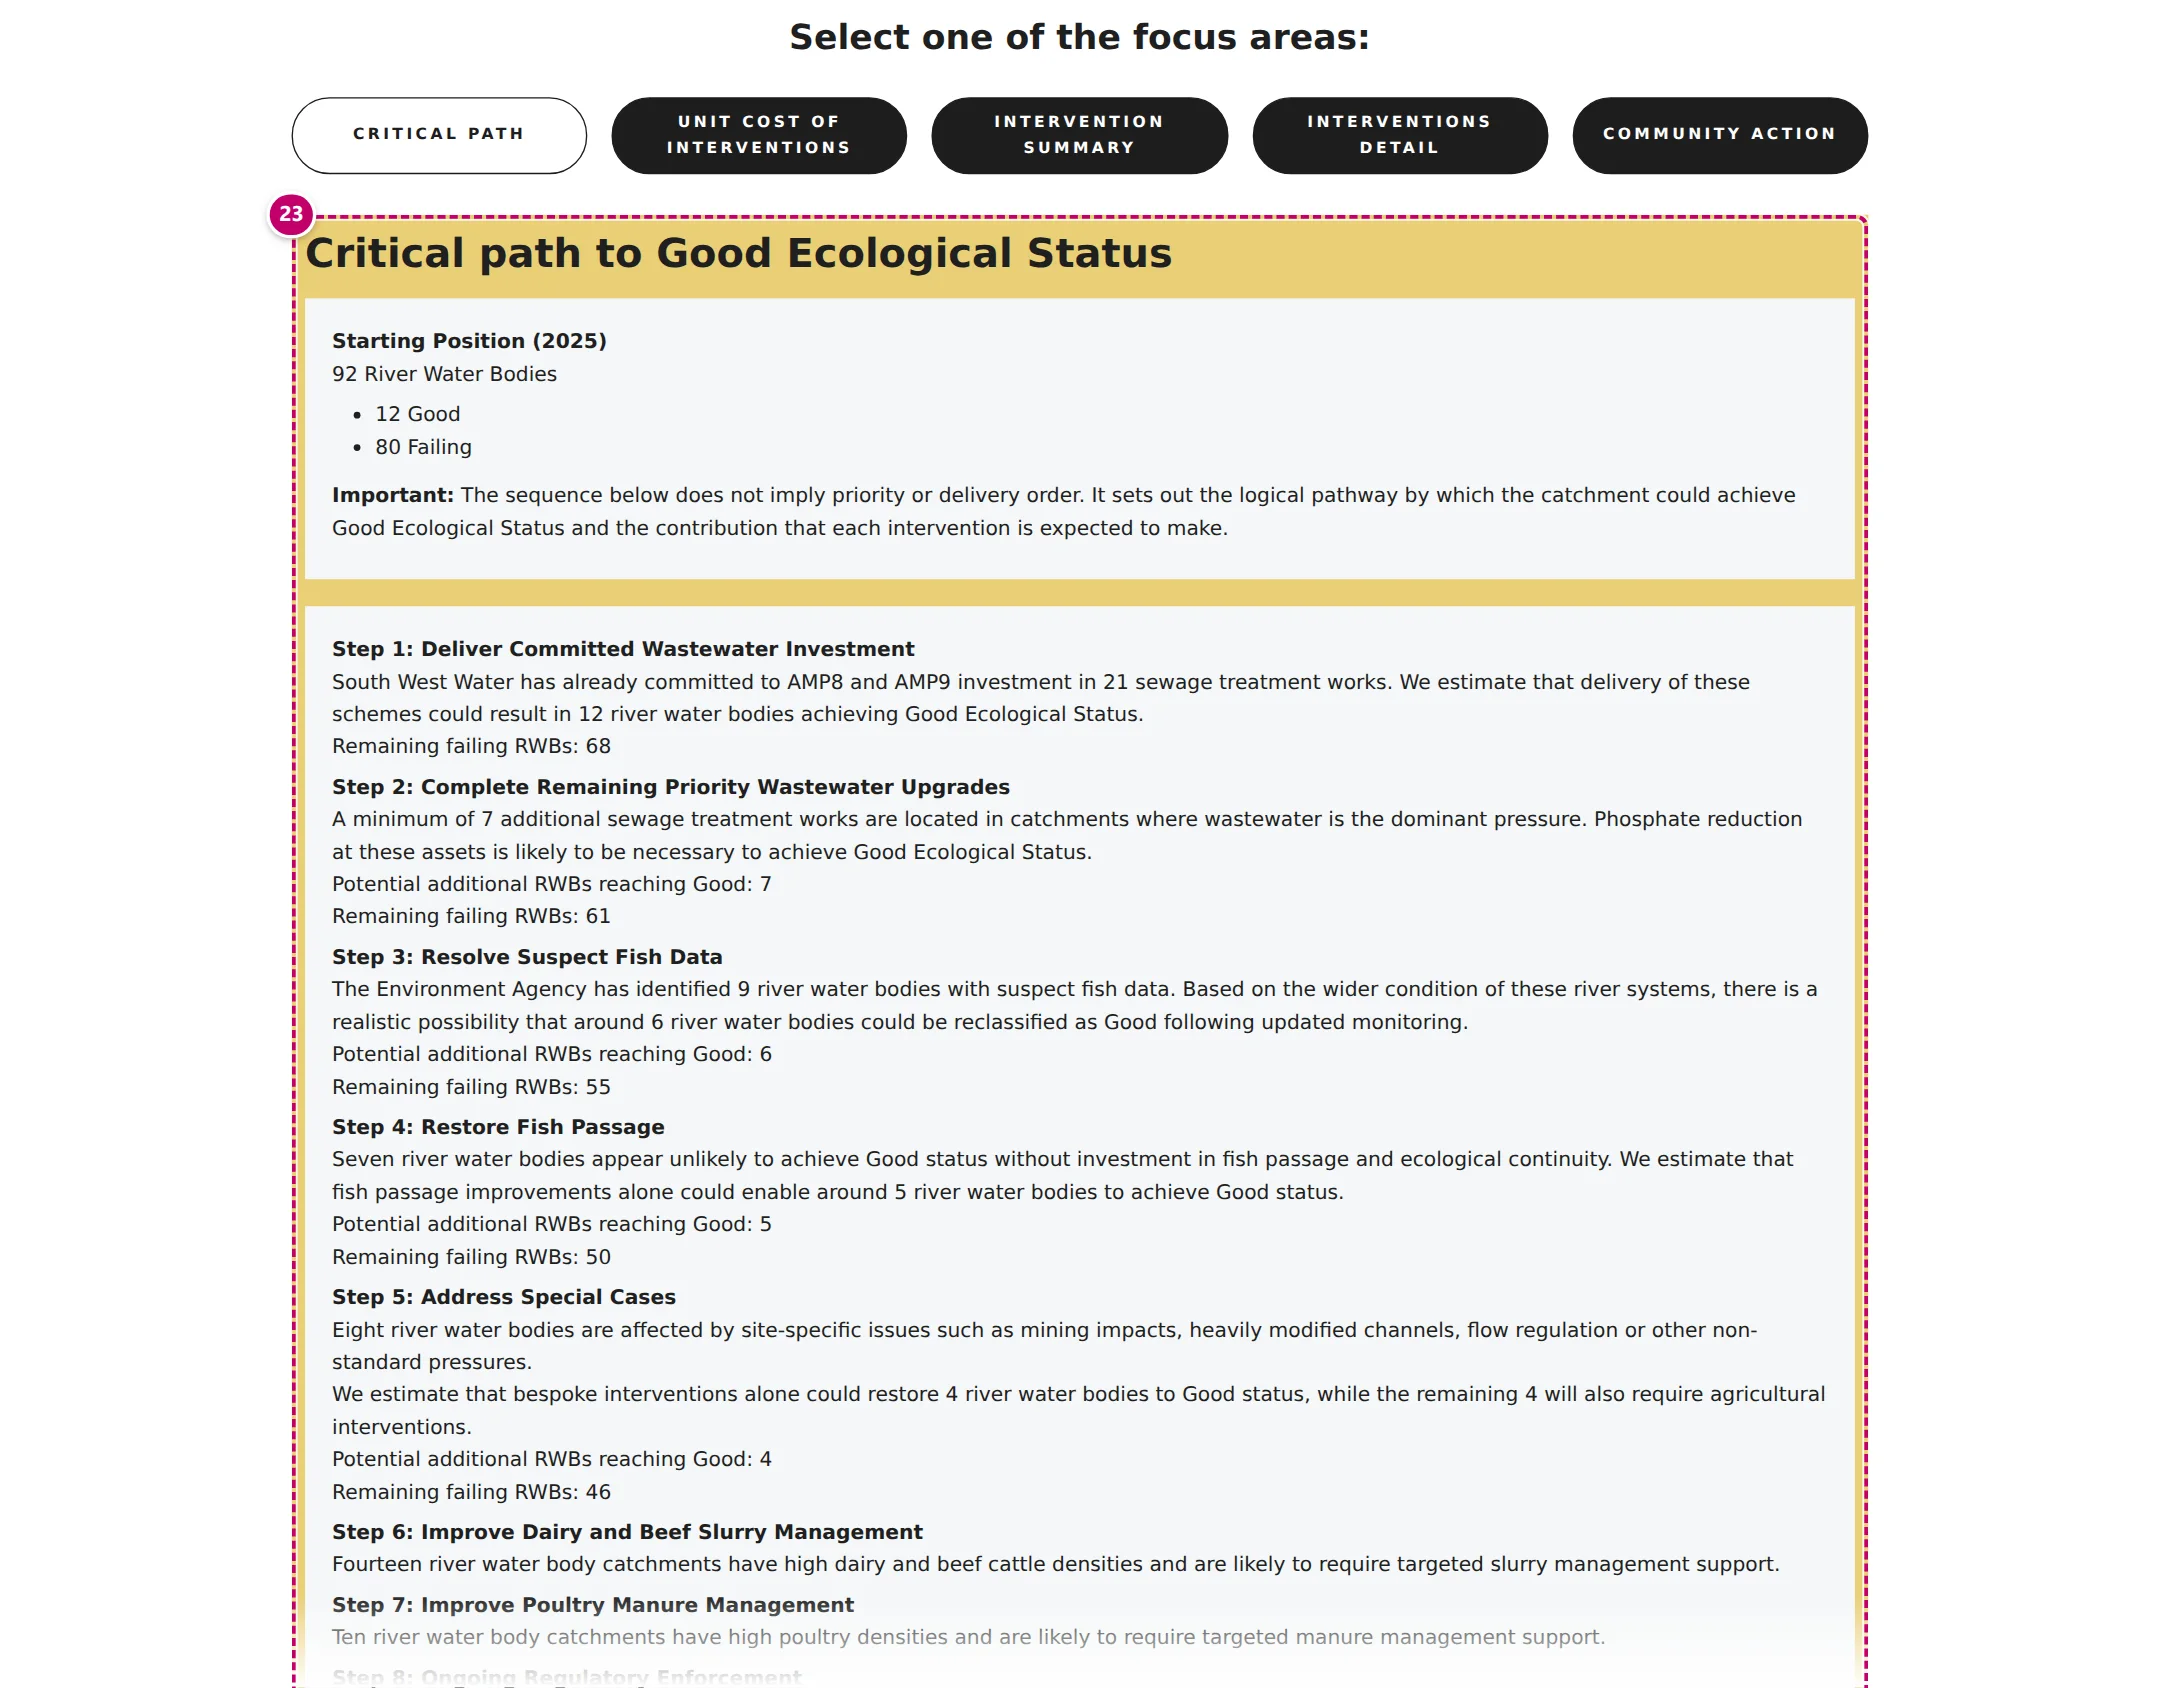 Select one of the focus areas:
CRITICAL PATH
UNIT COST OF
INTERVENTIONS
INTERVENTION
SUMMARY
INTERVENTIONS
DETAIL
COMMUNITY ACTION
23
Critical path to Good Ecological Status
Starting Position (2025)
92 River Water Bodies
• 12 Good
• 80 Failing
Important: The sequence below does not imply priority or delivery order. It sets out the logical pathway by which the catchment could achieve
Good Ecological Status and the contribution that each intervention is expected to make.
Step 1: Deliver Committed Wastewater Investment
South West Water has already committed to AMP8 and AMP9 investment in 21 sewage treatment works. We estimate that delivery of these
schemes could result in 12 river water bodies achieving Good Ecological Status.
Remaining failing RWBs: 68
Step 2: Complete Remaining Priority Wastewater Upgrades
A minimum of 7 additional sewage treatment works are located in catchments where wastewater is the dominant pressure. Phosphate reduction
at these assets is likely to be necessary to achieve Good Ecological Status.
Potential additional RWBs reaching Good: 7
Remaining failing RWBs: 61
Step 3: Resolve Suspect Fish Data
The Environment Agency has identified 9 river water bodies with suspect fish data. Based on the wider condition of these river systems, there is a
realistic possibility that around 6 river water bodies could be reclassified as Good following updated monitoring.
Potential additional RWBs reaching Good: 6
Remaining failing RWBs: 55
Step 4: Restore Fish Passage
Seven river water bodies appear unlikely to achieve Good status without investment in fish passage and ecological continuity. We estimate that
fish passage improvements alone could enable around 5 river water bodies to achieve Good status.
Potential additional RWBs reaching Good: 5
Remaining failing RWBs: 50
Step 5: Address Special Cases
Eight river water bodies are affected by site-specific issues such as mining impacts, heavily modified channels, flow regulation or other non-
standard pressures.
We estimate that bespoke interventions alone could restore 4 river water bodies to Good status, while the remaining 4 will also require agricultural
interventions.
Potential additional RWBs reaching Good: 4
Remaining failing RWBs: 46
Step 6: Improve Dairy and Beef Slurry Management
Fourteen river water body catchments have high dairy and beef cattle densities and are likely to require targeted slurry management support.
Step 7: Improve Poultry Manure Management
Ten river water body catchments have high poultry densities and are likely to require targeted manure management support.
Step 8: Ongoing Regulatory Enforcement